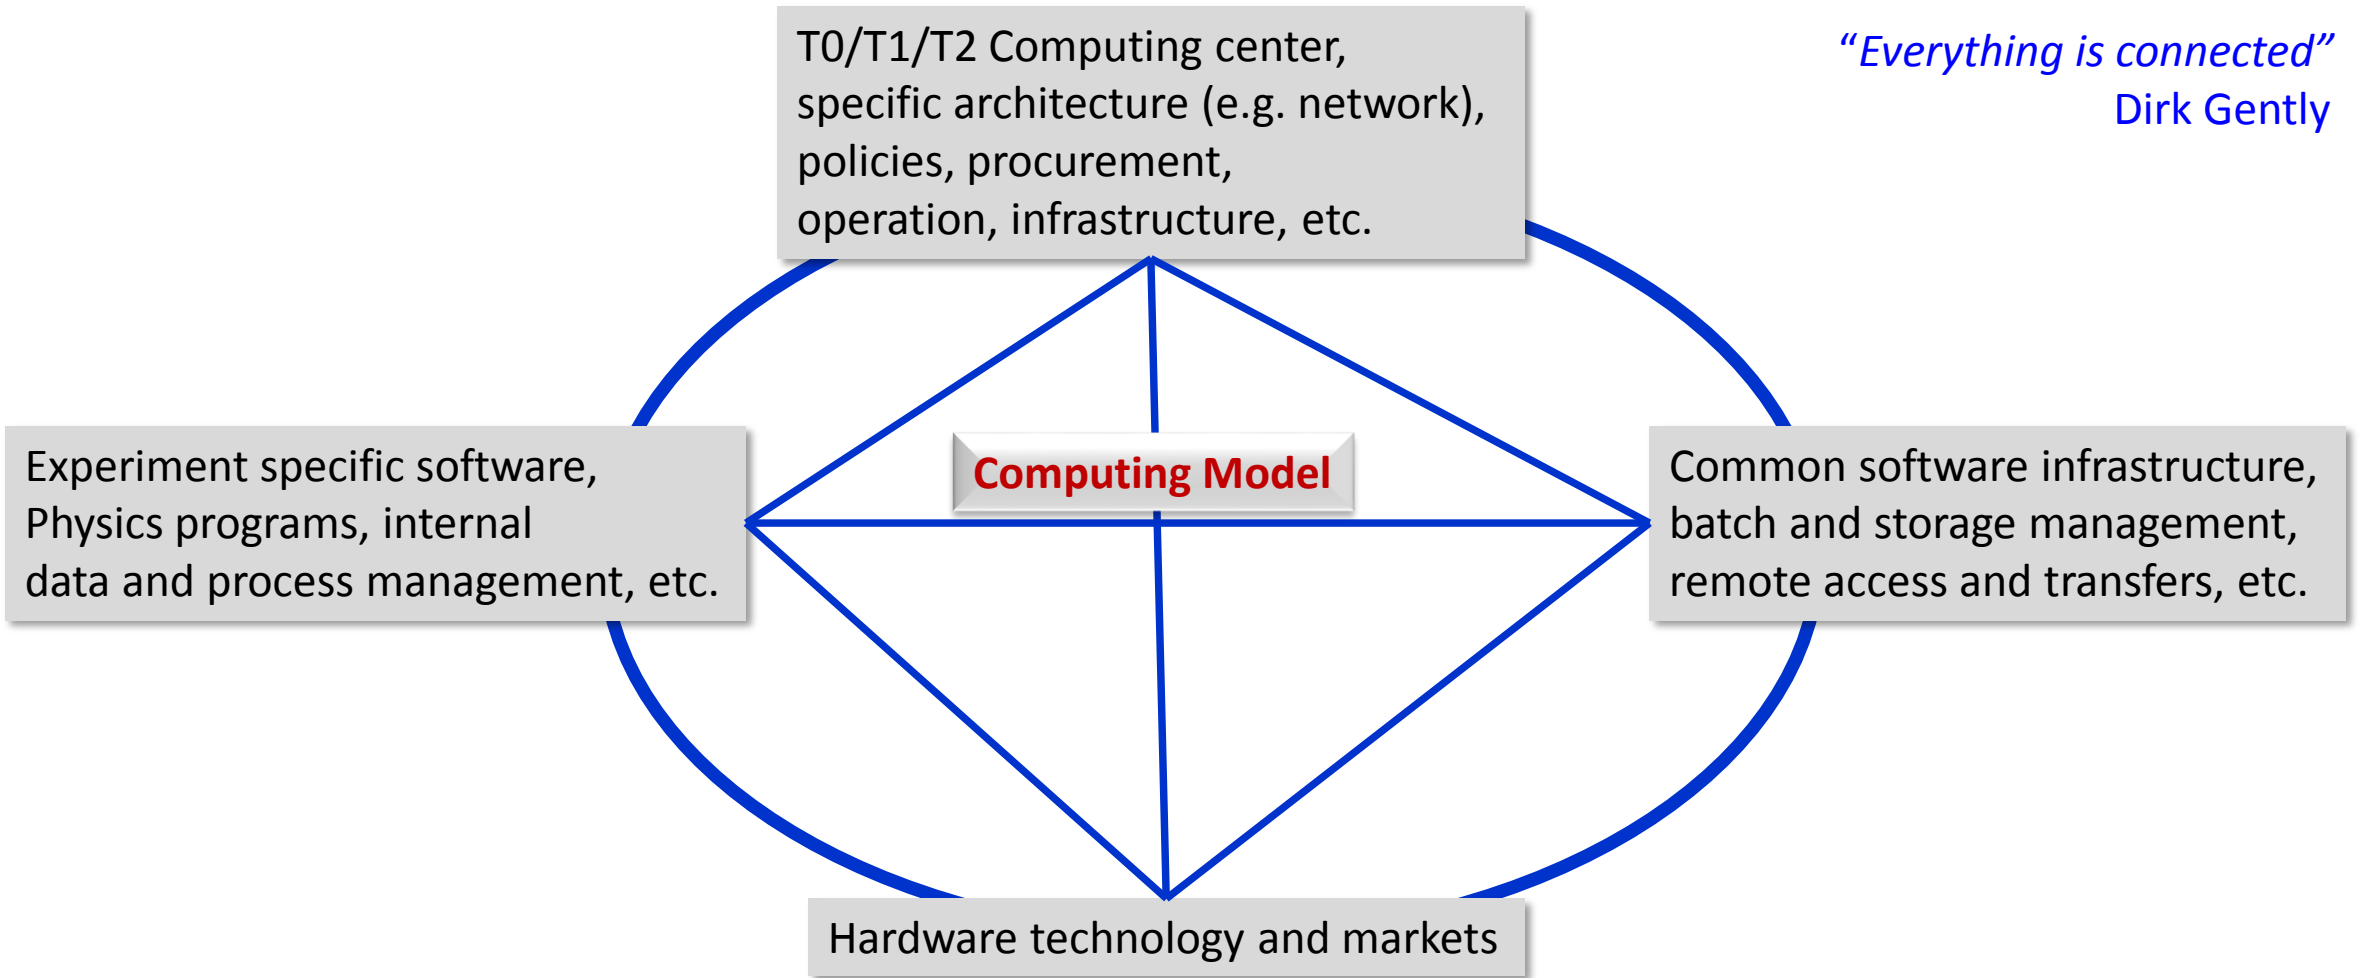 T0/T1/T2 Computing center,
specific architecture (e.g. network),
policies, procurement,
operation, infrastructure, etc.
“Everything is connected”
Dirk Gently
Experiment specific software,
Physics programs, internal
data and process management, etc.
Computing Model
Common software infrastructure,
batch and storage management,
remote access and transfers, etc.
Hardware technology and markets